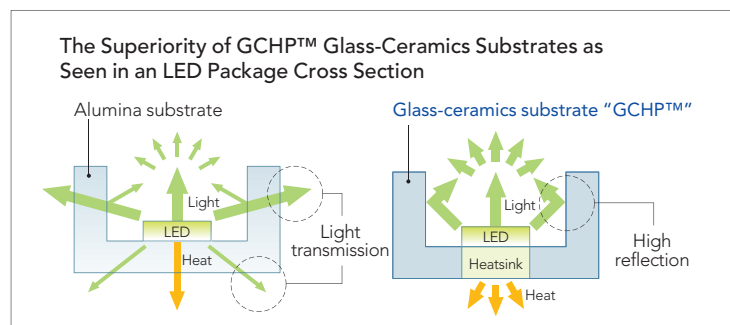 The Superiority of GCHP™ Glass-Ceramics Substrates as
Seen in an LED Package Cross Section
Alumina substrate
Light
LED
Heat
Light
transmission
Glass-ceramics substrate “GCHP™”
Light
LED
Heatsink
Heat
High
reflection